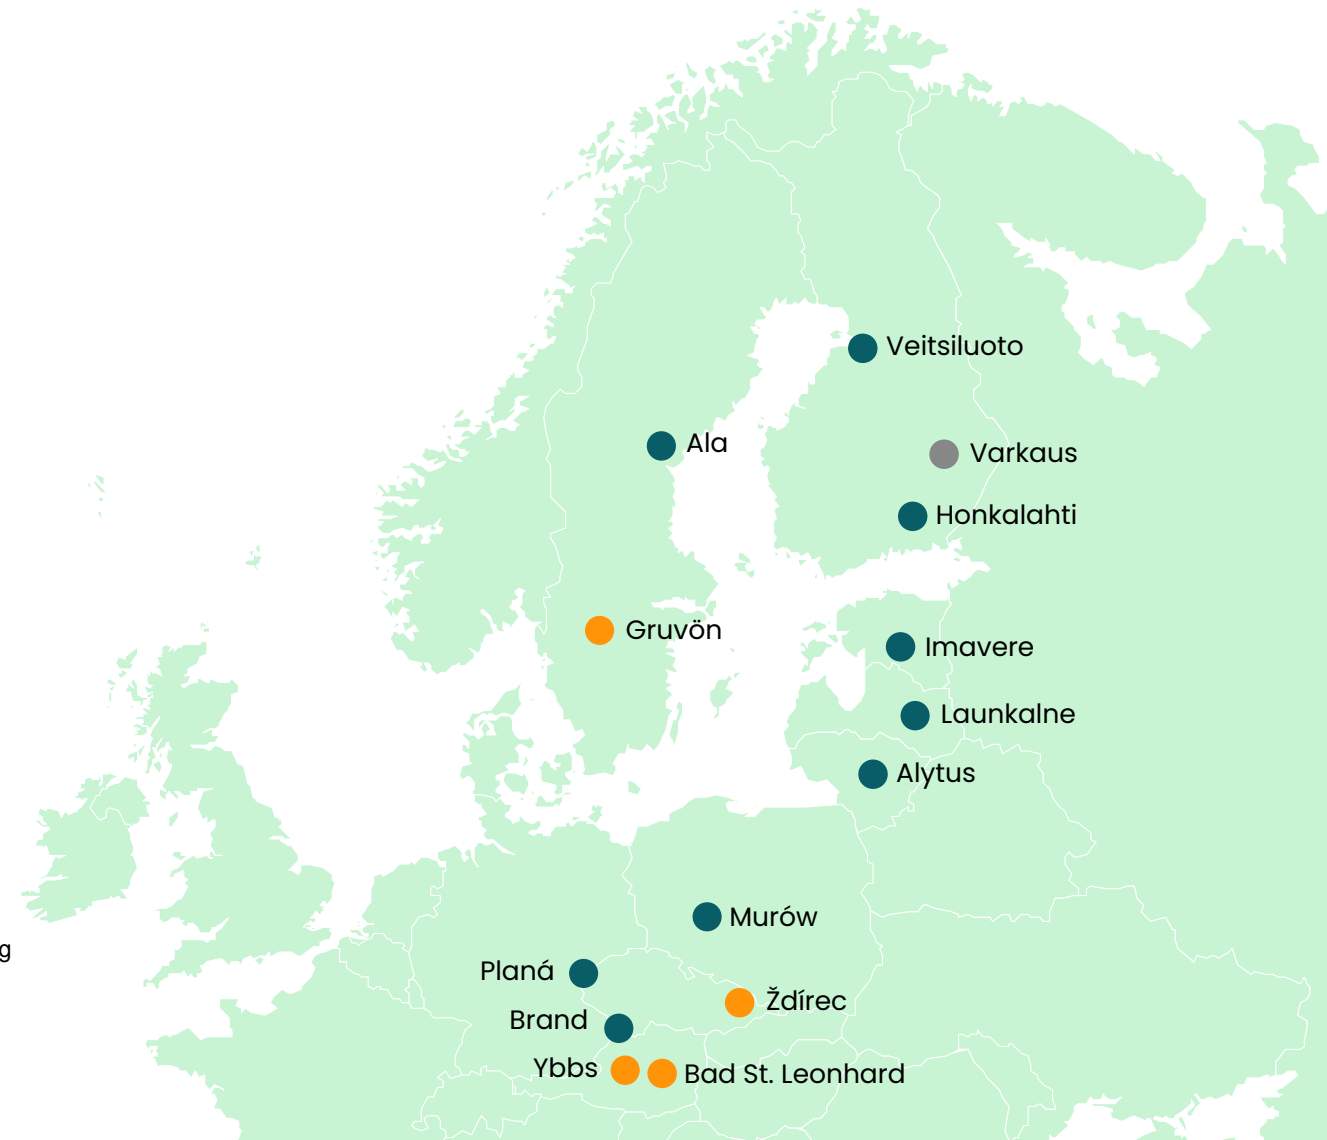 Veitsiluoto
Ala
Varkaus
Honkalahti
Gruvön
Imavere
Launkalne
Alytus
Murów
g
Planá
Ždírec
Brand
Ybbs
Bad St. Leonhard